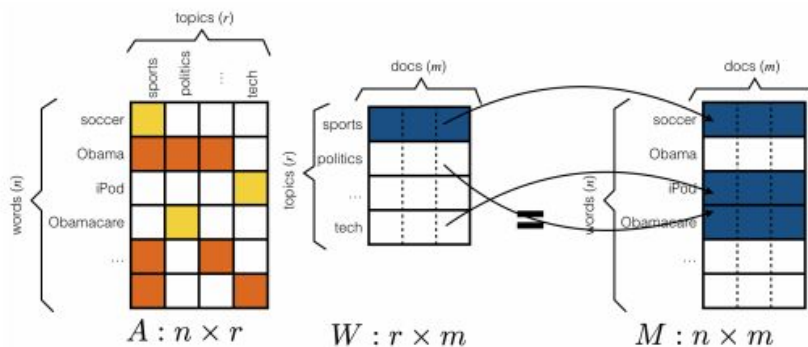 topics (r)
sports
politics
...
tech
words (n)
soccer
Obama
iPod
Obamacare
...
A : n × r
docs (m)
topics (r)
sports
politics
...
tech
W : r × m
=
docs (m)
words (n)
soccer
Obama
iPod
Obamacare
...
M : n × m